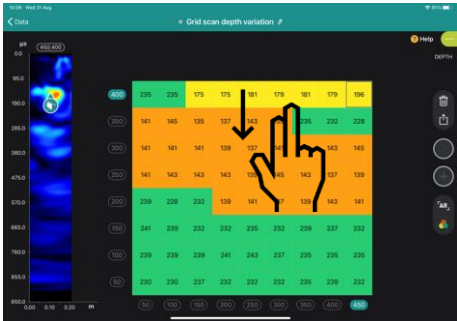 10:09 Wed 31 Aug 81%
Data
Grid scan depth variation
Help
DEPTH
µs
(450,400)
0.0
95.0
190.0
285.0
380.0
475.0
570.0
665.0
760.0
855.0
950.0
0.00 0.10 0.20 m
400 235 235 175 175 181 179 181 179 196
350 141 145 135 137 143 235 232 228
300 141 141 141 139 137 143 145
250 141 143 143 143 145 143 137 143
200 239 228 232 139 141 139 143 141
150 241 239 232 232 235 232 239 237 232
100 239 239 239 241 243 237 235 235 235
50 230 230 237 232 232 232 235 239 232
50 100 150 200 250 300 350 400 450
AR